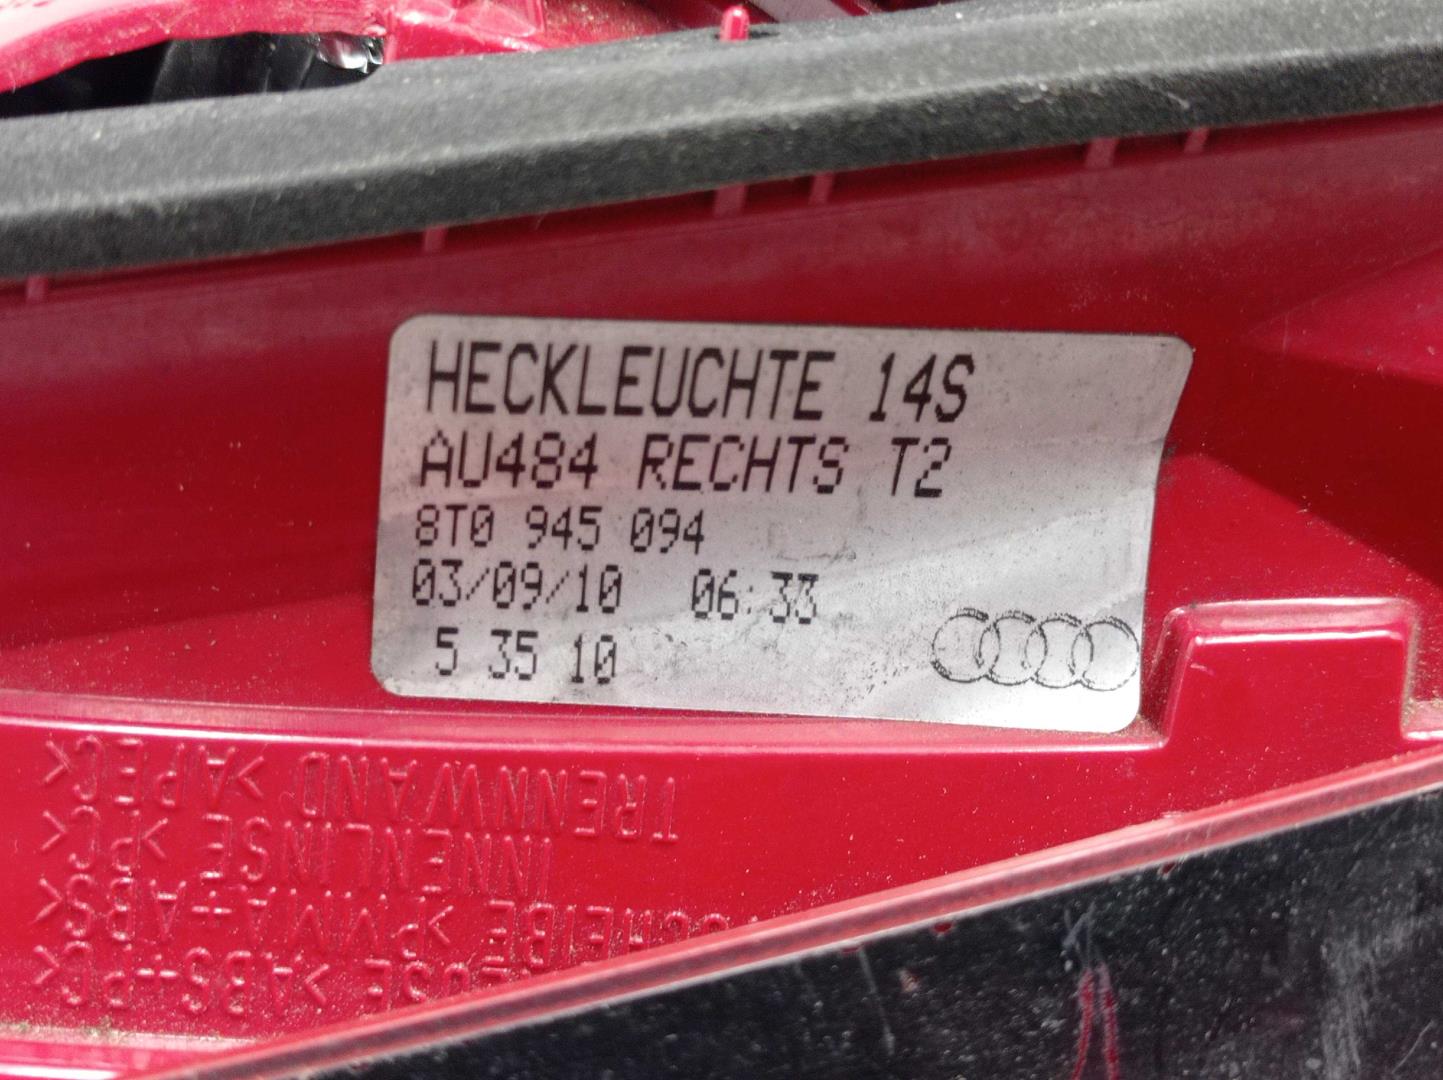 HECKLEUCHTE 14S
AU484 RECHTS T2
8T0 945 094
03/09/10 06:33
5 35 10
TRENNWAND >APEC<
INNENLINSE >PC<
>PMMA+ABS<
>ABS+PC<